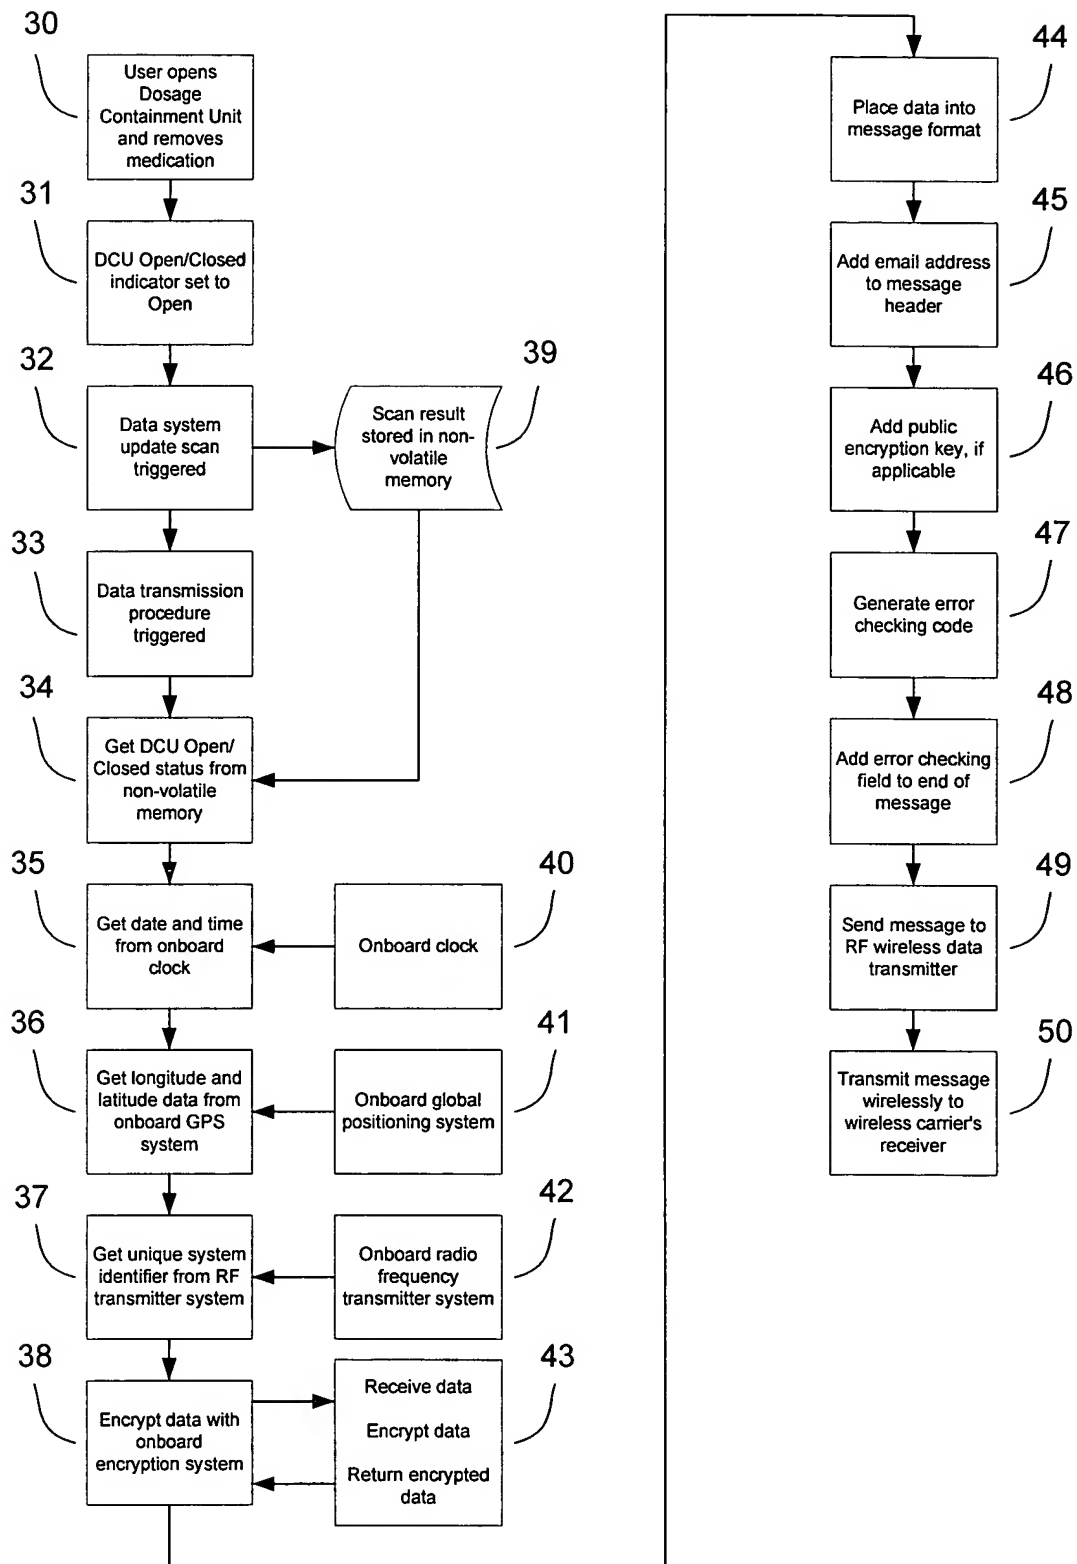 30
User opens
Dosage
Containment Unit
and removes
medication
31
DCU Open/Closed
indicator set to
Open
32
Data system
update scan
triggered
39
Scan result
stored in non-
volatile
memory
33
Data transmission
procedure
triggered
34
Get DCU Open/
Closed status from
non-volatile
memory
35
Get date and time
from onboard
clock
40
Onboard clock
36
Get longitude and
latitude data from
onboard GPS
system
41
Onboard global
positioning system
37
Get unique system
identifier from RF
transmitter system
42
Onboard radio
frequency
transmitter system
38
Encrypt data with
onboard
encryption system
43
Receive data
Encrypt data
Return encrypted
data
44
Place data into
message format
45
Add email address
to message
header
46
Add public
encryption key, if
applicable
47
Generate error
checking code
48
Add error checking
field to end of
message
49
Send message to
RF wireless data
transmitter
50
Transmit message
wirelessly to
wireless carrier's
receiver